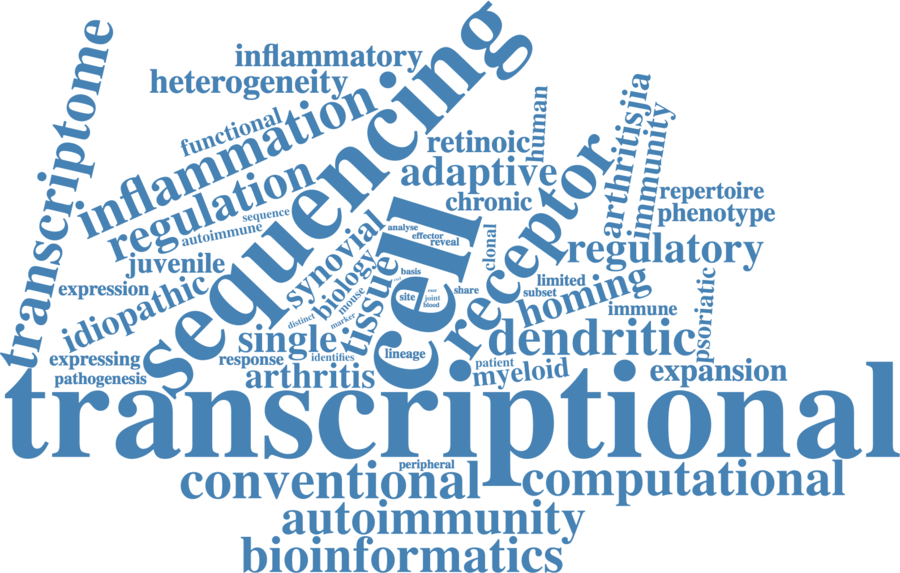 transcriptome
inflammatory
heterogeneity
sequencing
functional
inflammation
regulation
sequence
autoimmune
juvenile
expression
idiopathic
expressing
pathogenesis
human
retinoic
adaptive
chronic
receptor
arthritisjia
immunity
repertoire
phenotype
regulatory
synovial
biology
tissue
mouse
distinct
marker
analyse
effector
reveal
cell
basis
site
joint
blood
share
clonal
limited
subset
homing
immune
psoriatic
single
response
identifies
arthritis
lineage
dendritic
patient
myeloid
expansion
transcriptional
peripheral
conventional
computational
autoimmunity
bioinformatics